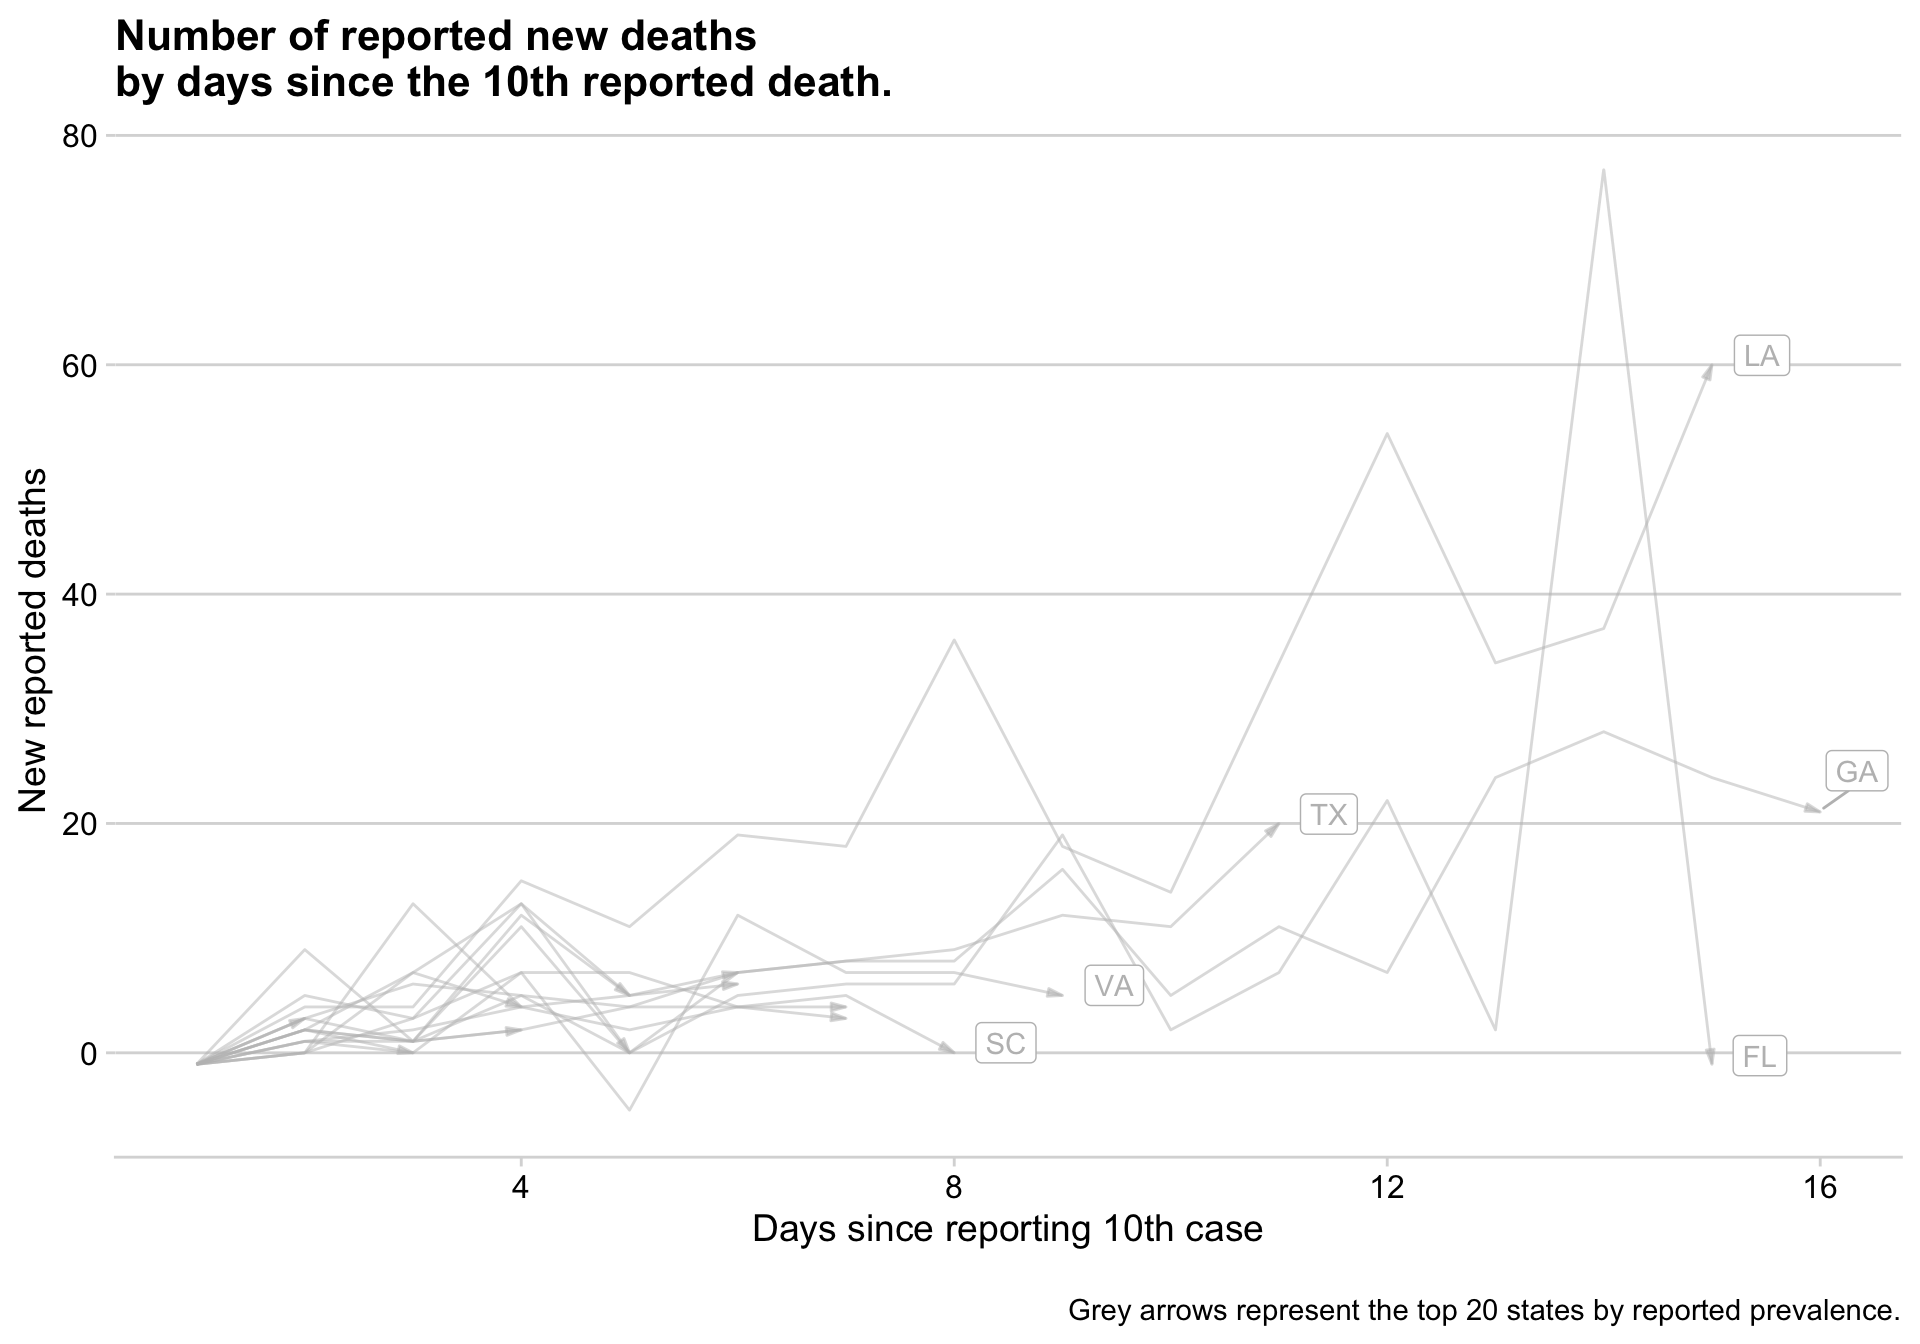 Number of reported new deaths
by days since the 10th reported death.
80
60
40
20
0
New reported deaths
LA
GA
TX
VA
SC
FL
4
8
12
16
Days since reporting 10th case
Grey arrows represent the top 20 states by reported prevalence.